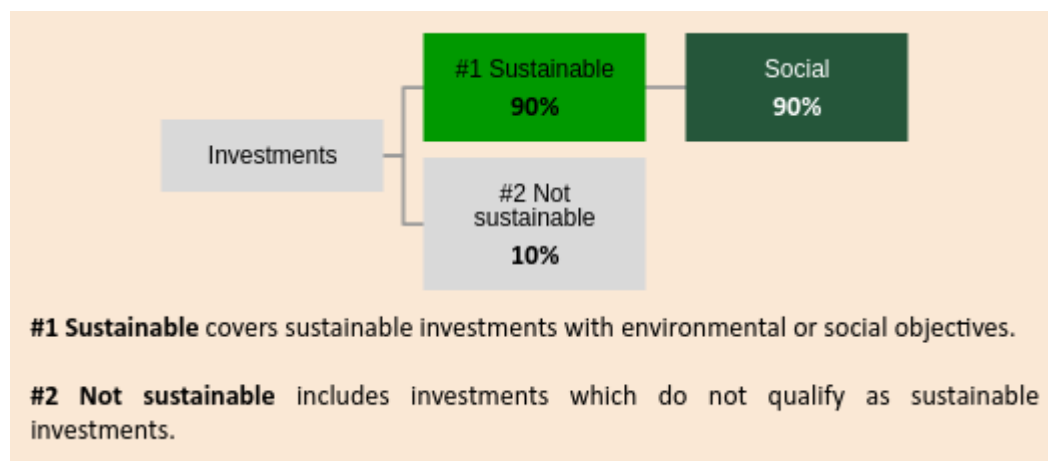 #1 Sustainable
90%
Social
90%
Investments
#2 Not
sustainable
10%
#1 Sustainable covers sustainable investments with environmental or social objectives.
#2 Not sustainable includes investments which do not qualify as sustainable
investments.